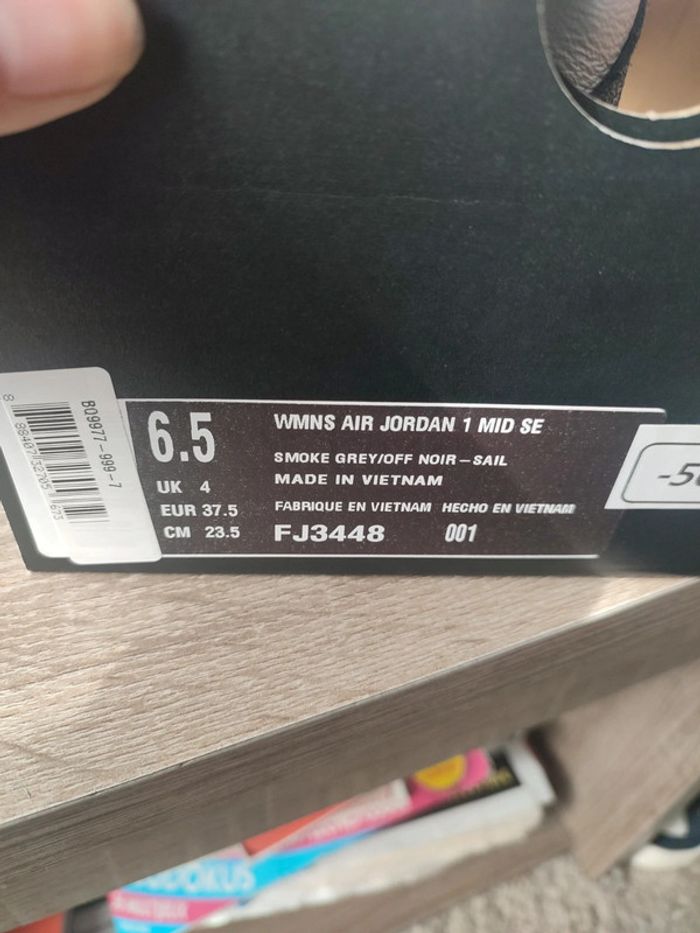 BQ9977-999-7
6.5
UK 4
EUR 37.5
CM 23.5
WMNS AIR JORDAN 1 MID SE
SMOKE GREY/OFF NOIR – SAIL
MADE IN VIETNAM
FABRIQUE EN VIETNAM HECHO EN VIETNAM
FJ3448 001